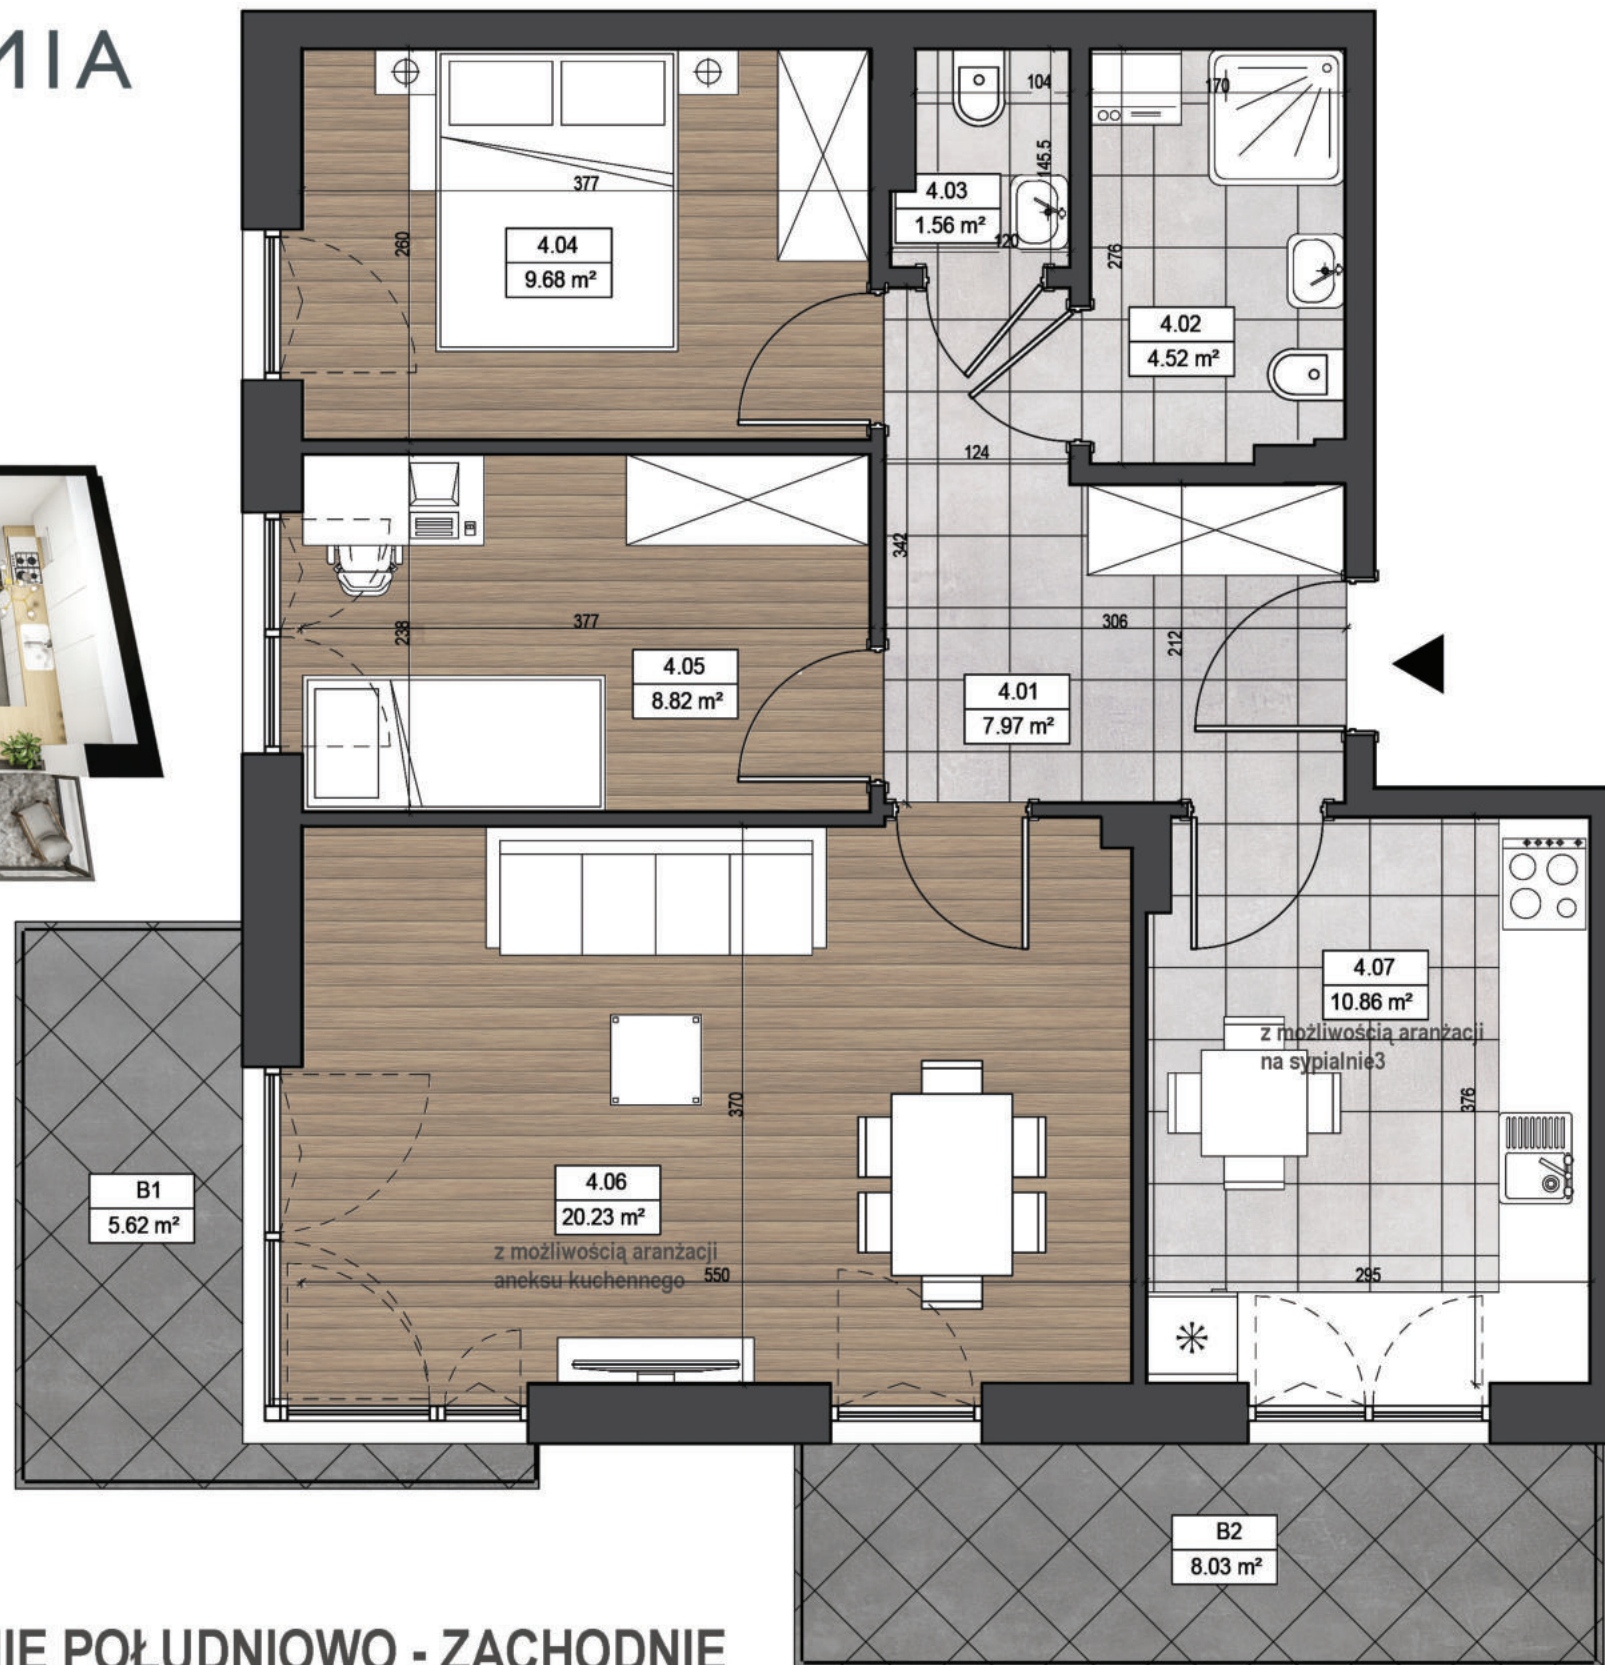 MIA
104
170
377
145.5
4.03
1.56 m²
120
260
4.04
9.68 m²
276
4.02
4.52 m²
124
342
238
377
306
212
4.05
8.82 m²
4.01
7.97 m²
4.07
10.86 m²
z możliwością aranżacji
na sypialnie3
370
376
B1
5.62 m²
4.06
20.23 m²
z możliwością aranżacji
aneksu kuchennego
550
295
B2
8.03 m²
NIE POŁUDNIOWO - ZACHODNIE